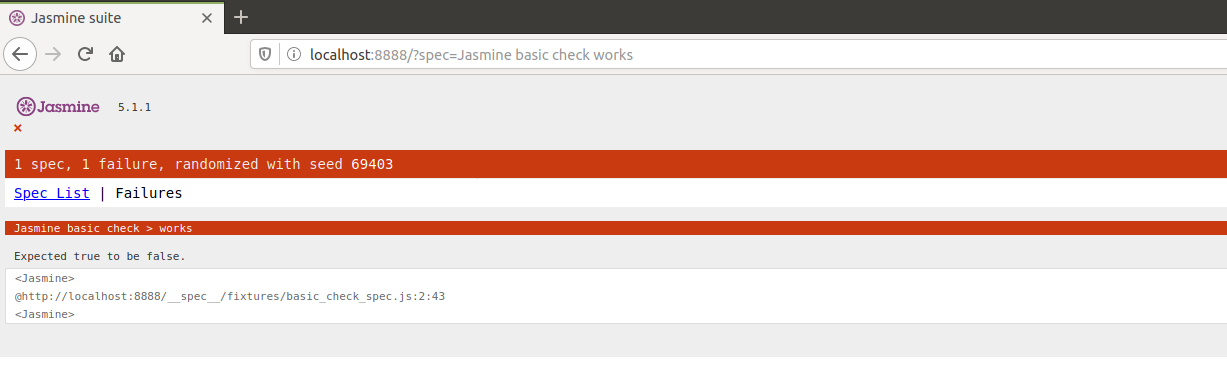 Jasmine suite
localhost:8888/?spec=Jasmine basic check works
Jasmine 5.1.1
1 spec, 1 failure, randomized with seed 69403
Spec List | Failures
Jasmine basic check > works
Expected true to be false.
<Jasmine>
@http://localhost:8888/__spec__/fixtures/basic_check_spec.js:2:43
<Jasmine>